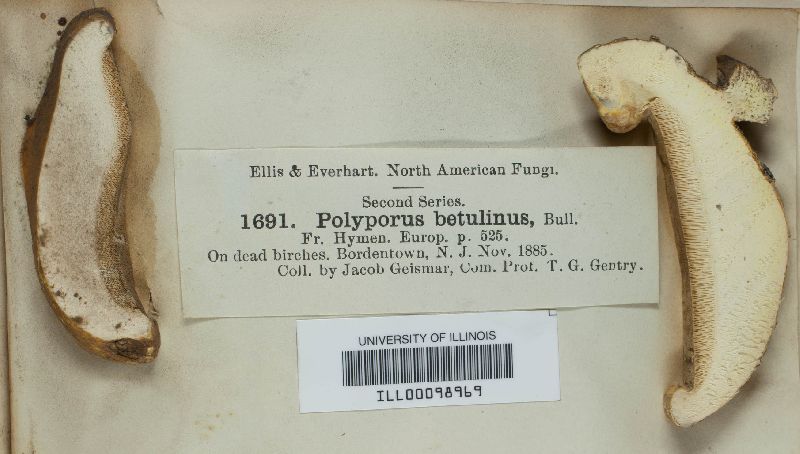 Ellis & Everhart. North American Fungi.
Second Series.
1691. Polyporus betulinus, Bull.
Fr. Hymen. Europ. p. 525.
On dead birches. Bordentown, N. J. Nov. 1885.
Coll. by Jacob Geismar, Com. Prof. T. G. Gentry.
UNIVERSITY OF ILLINOIS
ILL00098969